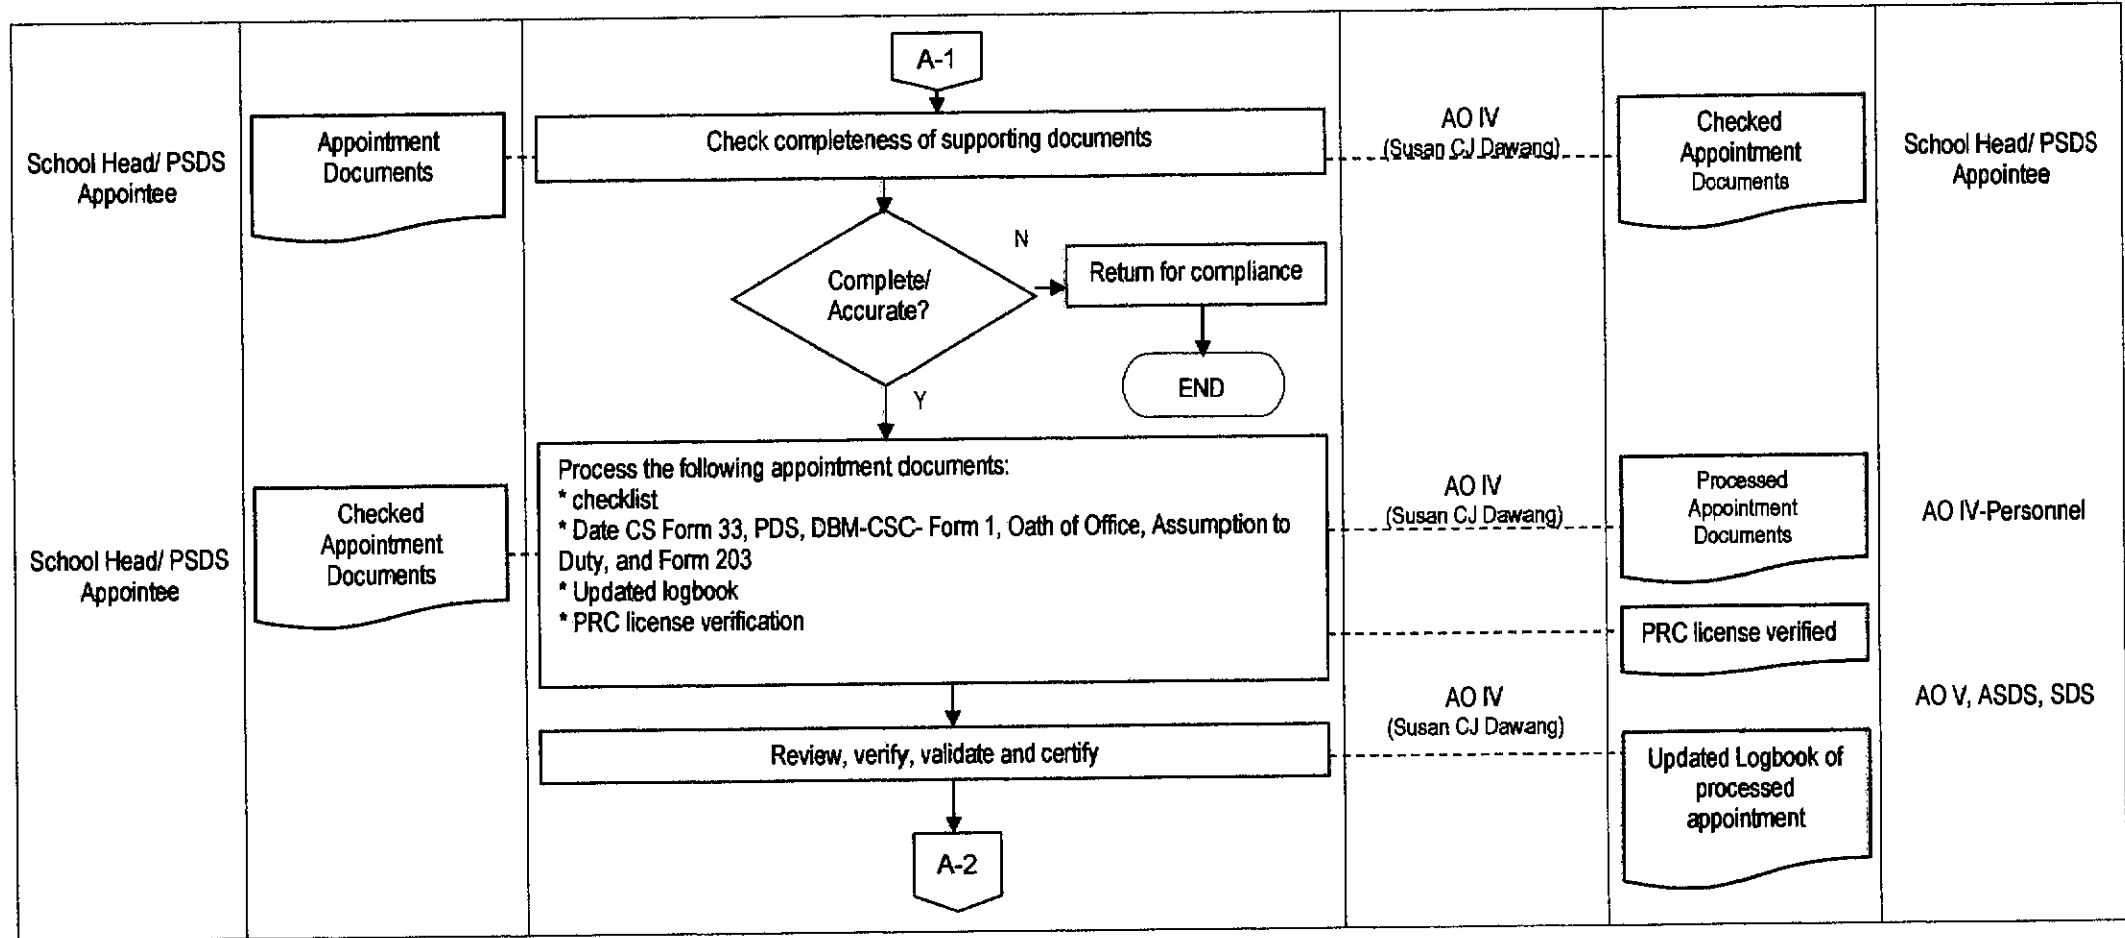 A-1
School Head/ PSDS
Appointee
Appointment
Documents
Check completeness of supporting documents
AO IV
(Susan CJ Dawang)
Checked
Appointment
Documents
School Head/ PSDS
Appointee
Complete/
Accurate?
N
Return for compliance
END
Y
School Head/ PSDS
Appointee
Checked
Appointment
Documents
Process the following appointment documents:
* checklist
* Date CS Form 33, PDS, DBM-CSC- Form 1, Oath of Office, Assumption to
Duty, and Form 203
* Updated logbook
* PRC license verification
AO IV
(Susan CJ Dawang)
Processed
Appointment
Documents
AO IV-Personnel
PRC license verified
Review, verify, validate and certify
AO IV
(Susan CJ Dawang)
Updated Logbook of
processed
appointment
AO V, ASDS, SDS
A-2